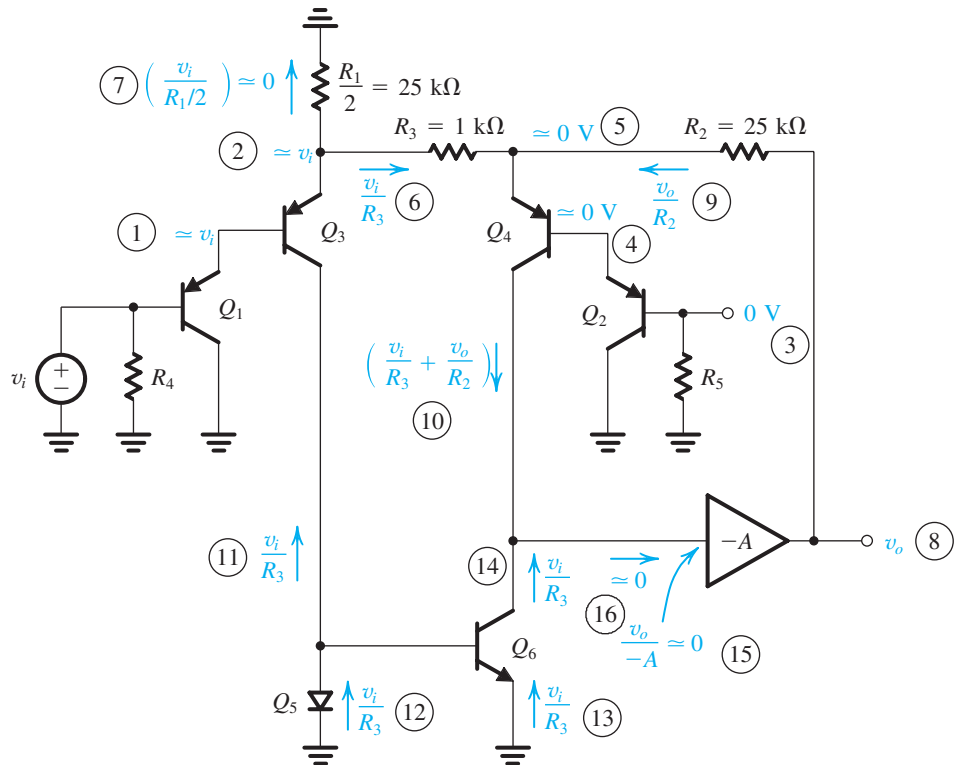 7 ( v_i / (R_1/2) ) ≃ 0
R_1/2 = 25 kΩ
2 ≃ v_i
R_3 = 1 kΩ
≃ 0 V 5
R_2 = 25 kΩ
v_i/R_3 6
v_o/R_2 9
1 ≃ v_i
Q_3
Q_4
≃ 0 V
4
Q_1
Q_2
0 V
3
v_i
+
−
R_4
R_5
( v_i/R_3 + v_o/R_2 )
10
11 v_i/R_3
14
v_i/R_3
≃ 0
16
−A
v_o 8
v_o/−A ≃ 0
15
Q_6
Q_5
v_i/R_3 12
v_i/R_3 13